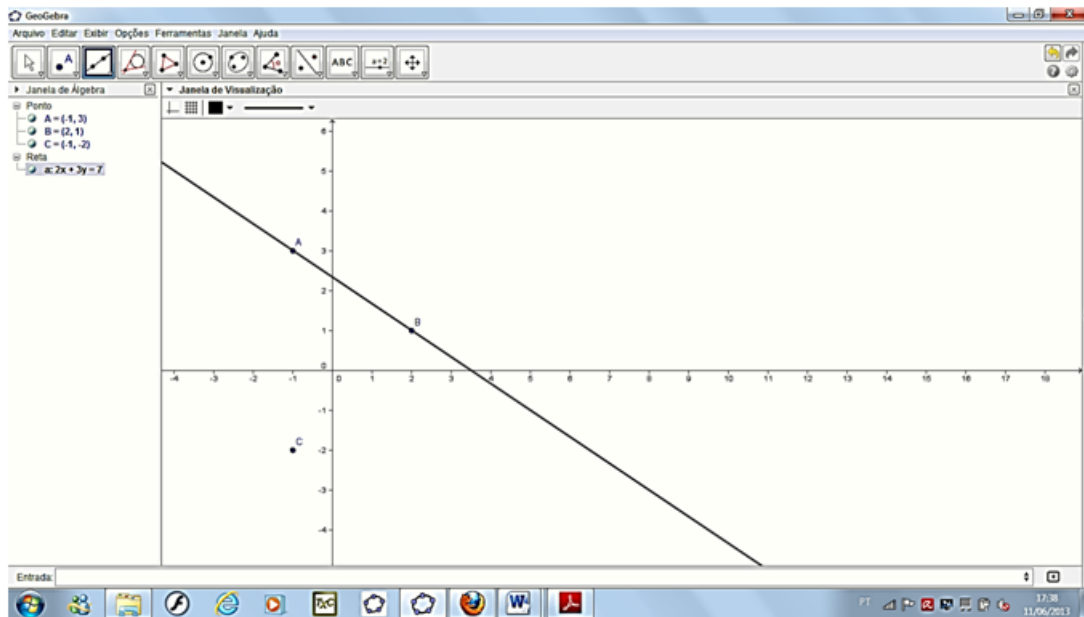 GeoGebra
Arquivo Editar Exibir Opções Ferramentas Janela Ajuda
A ABC a=2
Janela de Álgebra
Janela de Visualização
Ponto
A = (-1, 3)
B = (2, 1)
C = (-1, -2)
Reta
a: 2x + 3y = 7
6
5
4
A
3
2
B
1
0
-4 -3 -2 -1 0 1 2 3 4 5 6 7 8 9 10 11 12 13 14 15 16 17 18
-1
C
-2
-3
-4
Entrada:
W
PT
17:38
11/06/2013